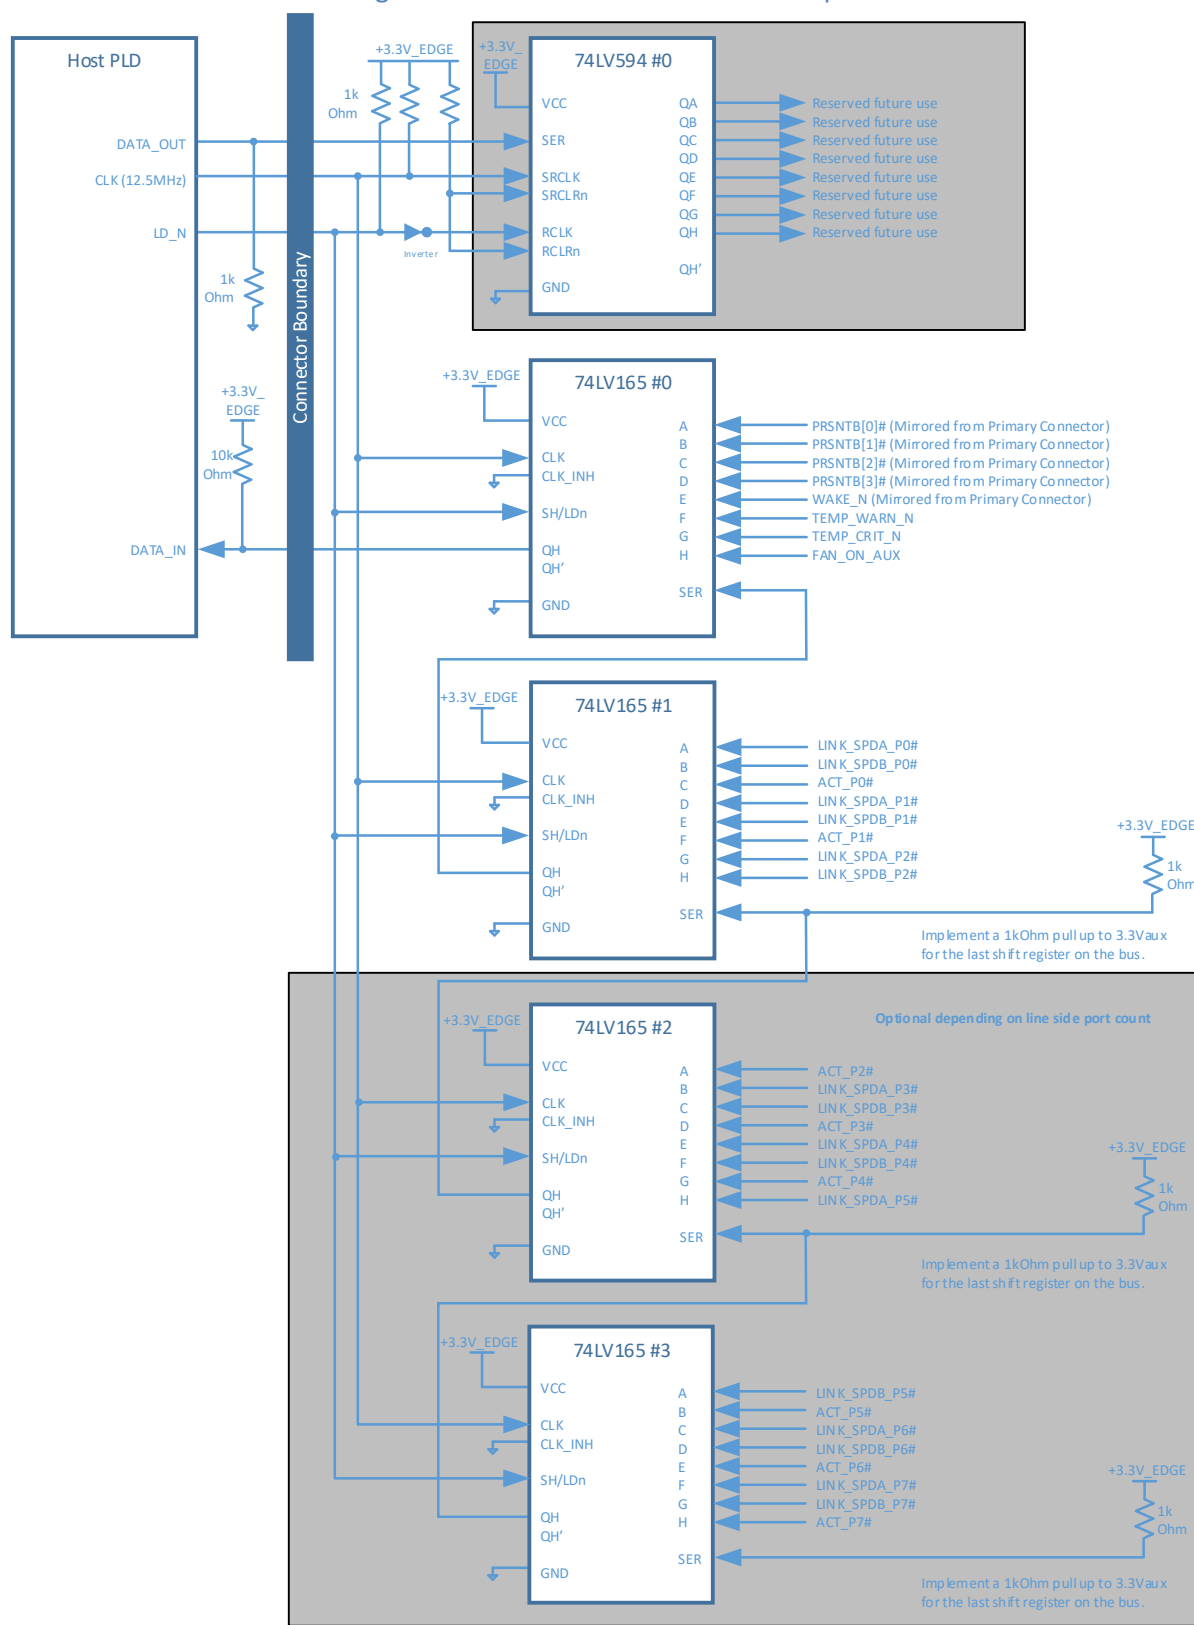 Host PLD
DATA_OUT
CLK (12.5MHz)
LD_N
1k
Ohm
+3.3V_
EDGE
10k
Ohm
DATA_IN
Connector Boundary
+3.3V_EDGE
1k
Ohm
Inverter
+3.3V_
EDGE
74LV594 #0
VCC
SER
SRCLK
SRCLRn
RCLK
RCLRn
GND
QA
QB
QC
QD
QE
QF
QG
QH
QH'
Reserved future use
Reserved future use
Reserved future use
Reserved future use
Reserved future use
Reserved future use
Reserved future use
Reserved future use
+3.3V_EDGE
74LV165 #0
VCC
CLK
CLK_INH
SH/LDn
QH
QH'
GND
A
B
C
D
E
F
G
H
SER
PRSNTB[0]# (Mirrored from Primary Connector)
PRSNTB[1]# (Mirrored from Primary Connector)
PRSNTB[2]# (Mirrored from Primary Connector)
PRSNTB[3]# (Mirrored from Primary Connector)
WAKE_N (Mirrored from Primary Connector)
TEMP_WARN_N
TEMP_CRIT_N
FAN_ON_AUX
+3.3V_EDGE
74LV165 #1
VCC
CLK
CLK_INH
SH/LDn
QH
QH'
GND
A
B
C
D
E
F
G
H
SER
LINK_SPDA_P0#
LINK_SPDB_P0#
ACT_P0#
LINK_SPDA_P1#
LINK_SPDB_P1#
ACT_P1#
LINK_SPDA_P2#
LINK_SPDB_P2#
+3.3V_EDGE
1k
Ohm
Implement a 1kOhm pull up to 3.3Vaux
for the last shift register on the bus.
Optional depending on line side port count
+3.3V_EDGE
74LV165 #2
VCC
CLK
CLK_INH
SH/LDn
QH
QH'
GND
A
B
C
D
E
F
G
H
SER
ACT_P2#
LINK_SPDA_P3#
LINK_SPDB_P3#
ACT_P3#
LINK_SPDA_P4#
LINK_SPDB_P4#
ACT_P4#
LINK_SPDA_P5#
+3.3V_EDGE
1k
Ohm
Implement a 1kOhm pull up to 3.3Vaux
for the last shift register on the bus.
+3.3V_EDGE
74LV165 #3
VCC
CLK
CLK_INH
SH/LDn
QH
QH'
GND
A
B
C
D
E
F
G
H
SER
LINK_SPDB_P5#
ACT_P5#
LINK_SPDA_P6#
LINK_SPDB_P6#
ACT_P6#
LINK_SPDA_P7#
LINK_SPDB_P7#
ACT_P7#
+3.3V_EDGE
1k
Ohm
Implement a 1kOhm pull up to 3.3Vaux
for the last shift register on the bus.